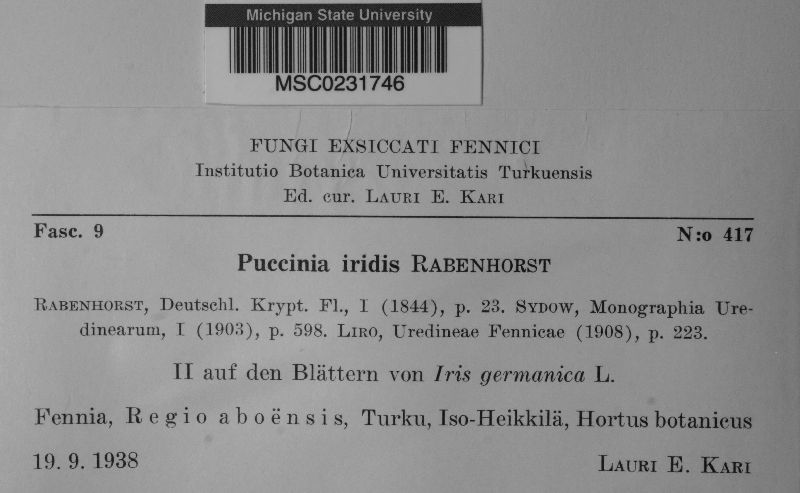 Michigan State University
MSC0231746
FUNGI EXSICCATI FENNICI
Institutio Botanica Universitatis Turkuensis
Ed. cur. LAURI E. KARI
Fasc. 9 N:o 417
Puccinia iridis RABENHORST
RABENHORST, Deutschl. Krypt. Fl., I (1844), p. 23. SYDOW, Monographia Ure-
dinearum, I (1903), p. 598. LIRO, Uredineae Fennicae (1908), p. 223.
II auf den Blättern von Iris germanica L.
Fennia, Regio aboënsis, Turku, Iso-Heikkilä, Hortus botanicus
19. 9. 1938 LAURI E. KARI